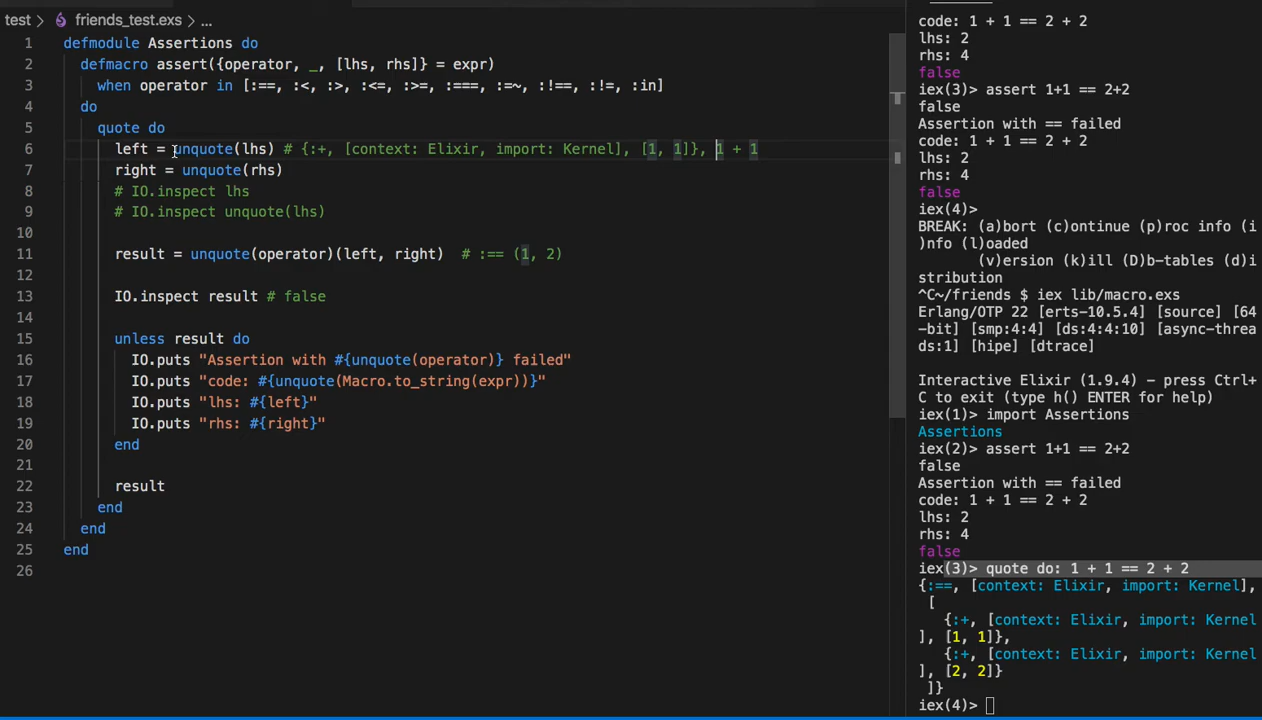 test > friends_test.exs > ...
1 defmodule Assertions do
2 defmacro assert({operator, _, [lhs, rhs]} = expr)
3 when operator in [:==, :<, :>, :<=, :>=, :===, :=~, :!==, :!=, :in]
4 do
5 quote do
6 left = unquote(lhs) # {:+, [context: Elixir, import: Kernel], [1, 1]}, 1 + 1
7 right = unquote(rhs)
8 # IO.inspect lhs
9 # IO.inspect unquote(lhs)
10
11 result = unquote(operator)(left, right) # :== (1, 2)
12
13 IO.inspect result # false
14
15 unless result do
16 IO.puts "Assertion with #{unquote(operator)} failed"
17 IO.puts "code: #{unquote(Macro.to_string(expr))}"
18 IO.puts "lhs: #{left}"
19 IO.puts "rhs: #{right}"
20 end
21
22 result
23 end
24 end
25 end
26
code: 1 + 1 == 2 + 2
lhs: 2
rhs: 4
false
iex(3)> assert 1+1 == 2+2
false
Assertion with == failed
code: 1 + 1 == 2 + 2
lhs: 2
rhs: 4
false
iex(4)>
BREAK: (a)bort (c)ontinue (p)roc info (i
)nfo (l)oaded
(v)ersion (k)ill (D)b-tables (d)i
stribution
^C~/friends $ iex lib/macro.exs
Erlang/OTP 22 [erts-10.5.4] [source] [64
-bit] [smp:4:4] [ds:4:4:10] [async-threa
ds:1] [hipe] [dtrace]
Interactive Elixir (1.9.4) - press Ctrl+
C to exit (type h() ENTER for help)
iex(1)> import Assertions
Assertions
iex(2)> assert 1+1 == 2+2
false
Assertion with == failed
code: 1 + 1 == 2 + 2
lhs: 2
rhs: 4
false
iex(3)> quote do: 1 + 1 == 2 + 2
{:==, [context: Elixir, import: Kernel],
[
{:+, [context: Elixir, import: Kernel
], [1, 1]},
{:+, [context: Elixir, import: Kernel
], [2, 2]}
]}
iex(4)>